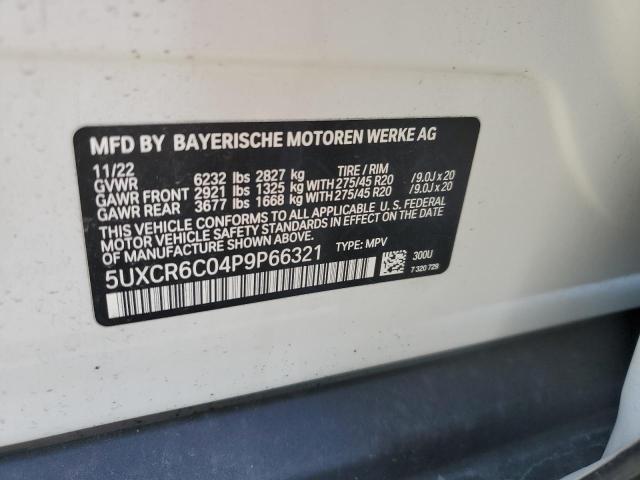 MFD BY BAYERISCHE MOTOREN WERKE AG
11/22 TIRE / RIM
GVWR 6232 lbs 2827 kg
GAWR FRONT 2921 lbs 1325 kg WITH 275/45 R20 /9.0J x 20
GAWR REAR 3677 lbs 1668 kg WITH 275/45 R20 /9.0J x 20
THIS VEHICLE CONFORMS TO ALL APPLICABLE U. S. FEDERAL
MOTOR VEHICLE SAFETY STANDARDS IN EFFECT ON THE DATE
OF MANUFACTURE SHOWN ABOVE.
5UXCR6C04P9P66321 TYPE: MPV
300U
7 320 729